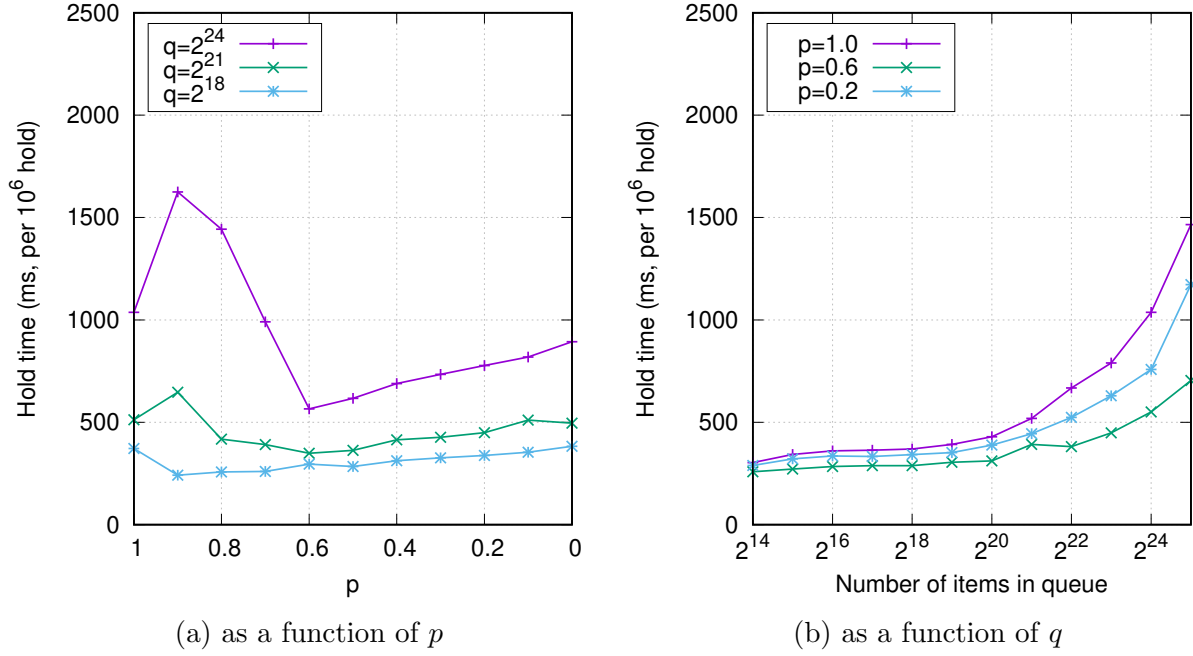 2500
2000
1500
1000
500
0
Hold time (ms, per 10^6 hold)
q=2^24
q=2^21
q=2^18
1 0.8 0.6 0.4 0.2 0
p
(a) as a function of p
2500
2000
1500
1000
500
0
Hold time (ms, per 10^6 hold)
p=1.0
p=0.6
p=0.2
2^14 2^16 2^18 2^20 2^22 2^24
Number of items in queue
(b) as a function of q